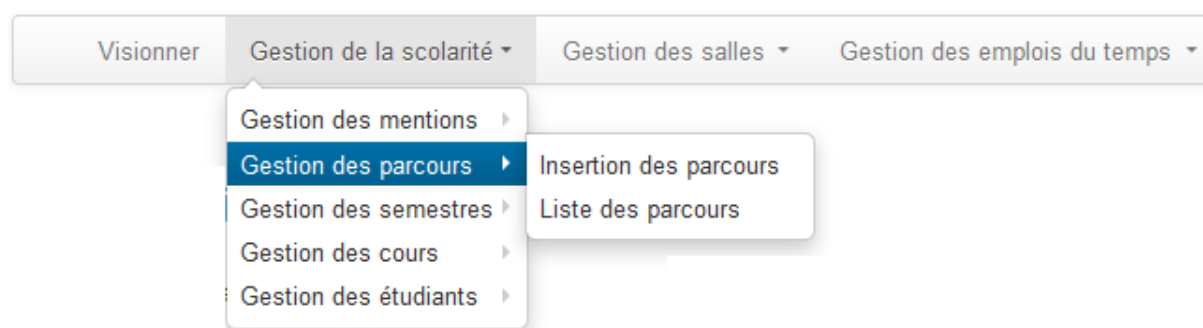 Visionner Gestion de la scolarité Gestion des salles Gestion des emplois du temps
Gestion des mentions
Gestion des parcours Insertion des parcours
Gestion des semestres Liste des parcours
Gestion des cours
Gestion des étudiants